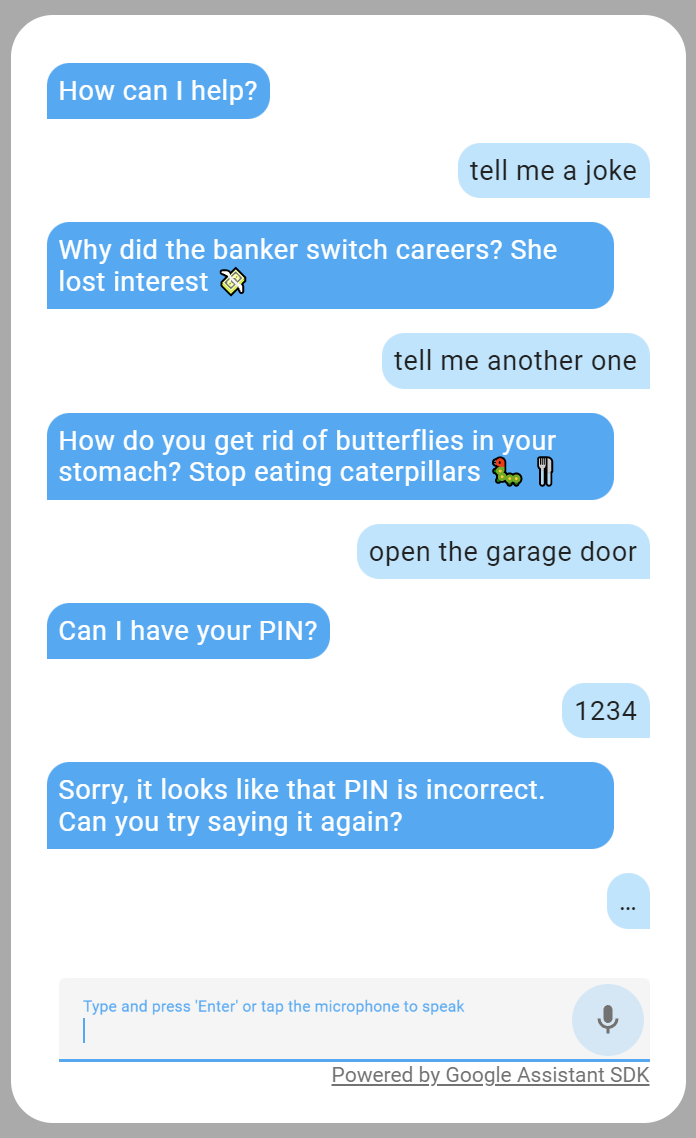 How can I help?
tell me a joke
Why did the banker switch careers? She
lost interest 💸
tell me another one
How do you get rid of butterflies in your
stomach? Stop eating caterpillars 🐛 🍴
open the garage door
Can I have your PIN?
1234
Sorry, it looks like that PIN is incorrect.
Can you try saying it again?
...
Type and press 'Enter' or tap the microphone to speak
Powered by Google Assistant SDK